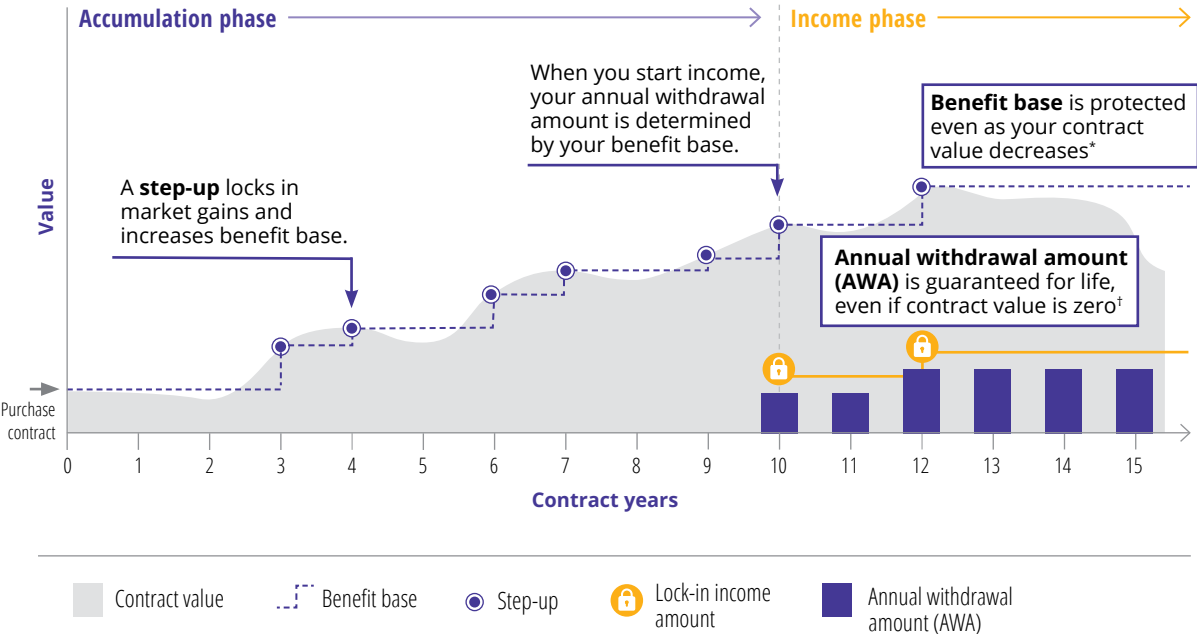 Accumulation phase
Income phase
When you start income,
your annual withdrawal
amount is determined
by your benefit base.
Benefit base is protected
even as your contract
value decreases*
A step-up locks in
market gains and
increases benefit base.
Annual withdrawal amount
(AWA) is guaranteed for life,
even if contract value is zero†
Value
Purchase
contract
0 1 2 3 4 5 6 7 8 9 10 11 12 13 14 15
Contract years
Contract value
Benefit base
Step-up
Lock-in income
amount
Annual withdrawal
amount (AWA)